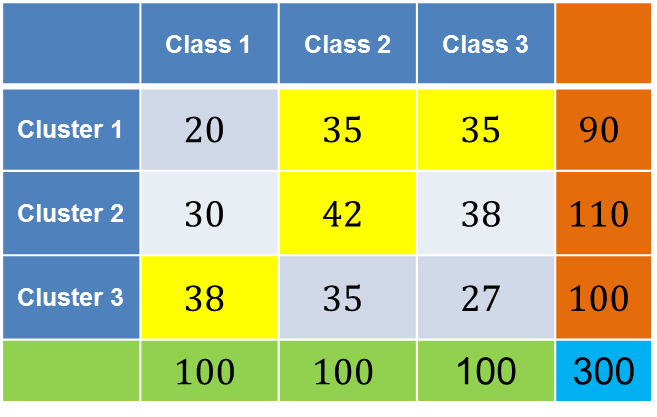 Class 1 Class 2 Class 3
Cluster 1 20 35 35 90
Cluster 2 30 42 38 110
Cluster 3 38 35 27 100
100 100 100 300